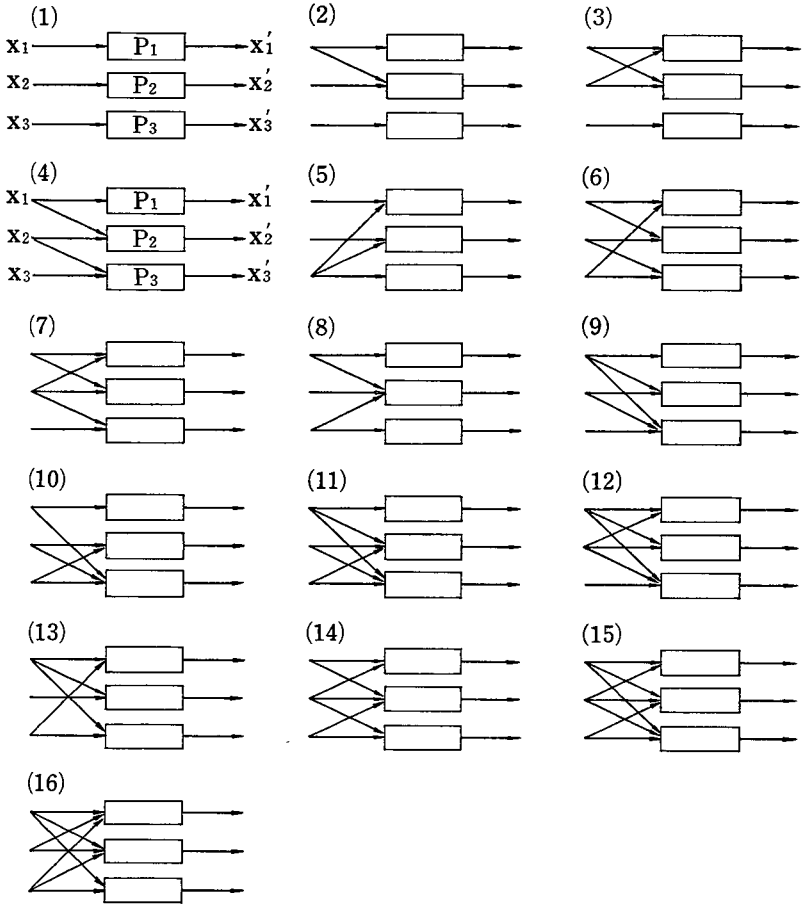 (1) (2) (3)
x₁ P₁ x₁′
x₂ P₂ x₂′
x₃ P₃ x₃′
(4) (5) (6)
x₁ P₁ x₁′
x₂ P₂ x₂′
x₃ P₃ x₃′
(7) (8) (9)
(10) (11) (12)
(13) (14) (15)
(16)